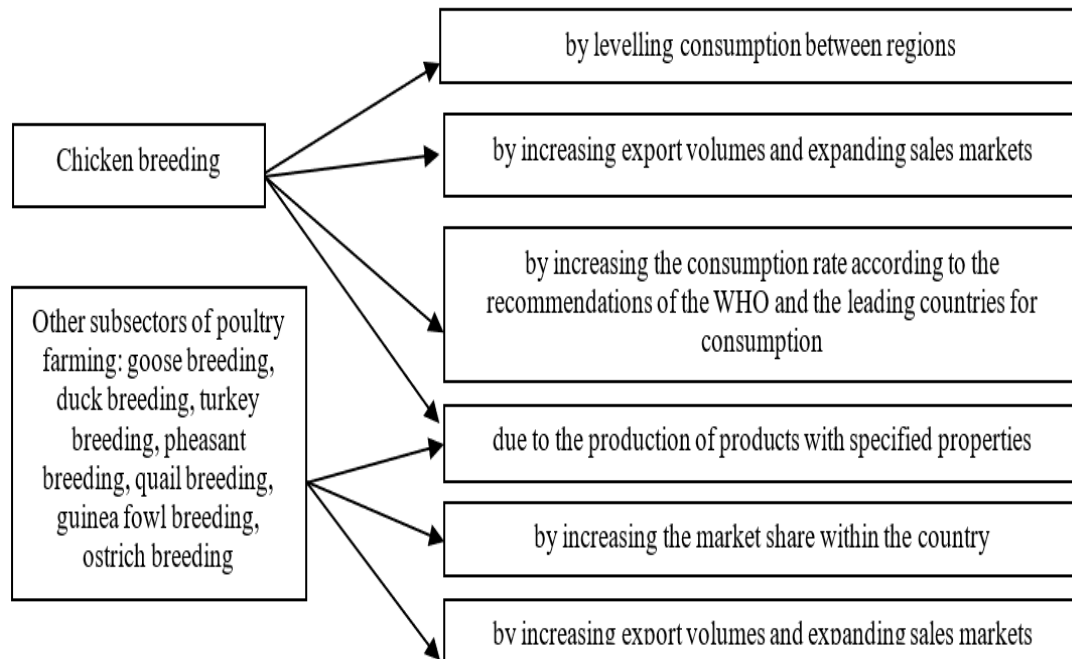 by levelling consumption between regions
Chicken breeding
by increasing export volumes and expanding sales markets
by increasing the consumption rate according to the
recommendations of the WHO and the leading countries for
consumption
Other subsectors of poultry
farming: goose breeding,
duck breeding, turkey
breeding, pheasant
breeding, quail breeding,
guinea fowl breeding,
ostrich breeding
due to the production of products with specified properties
by increasing the market share within the country
by increasing export volumes and expanding sales markets